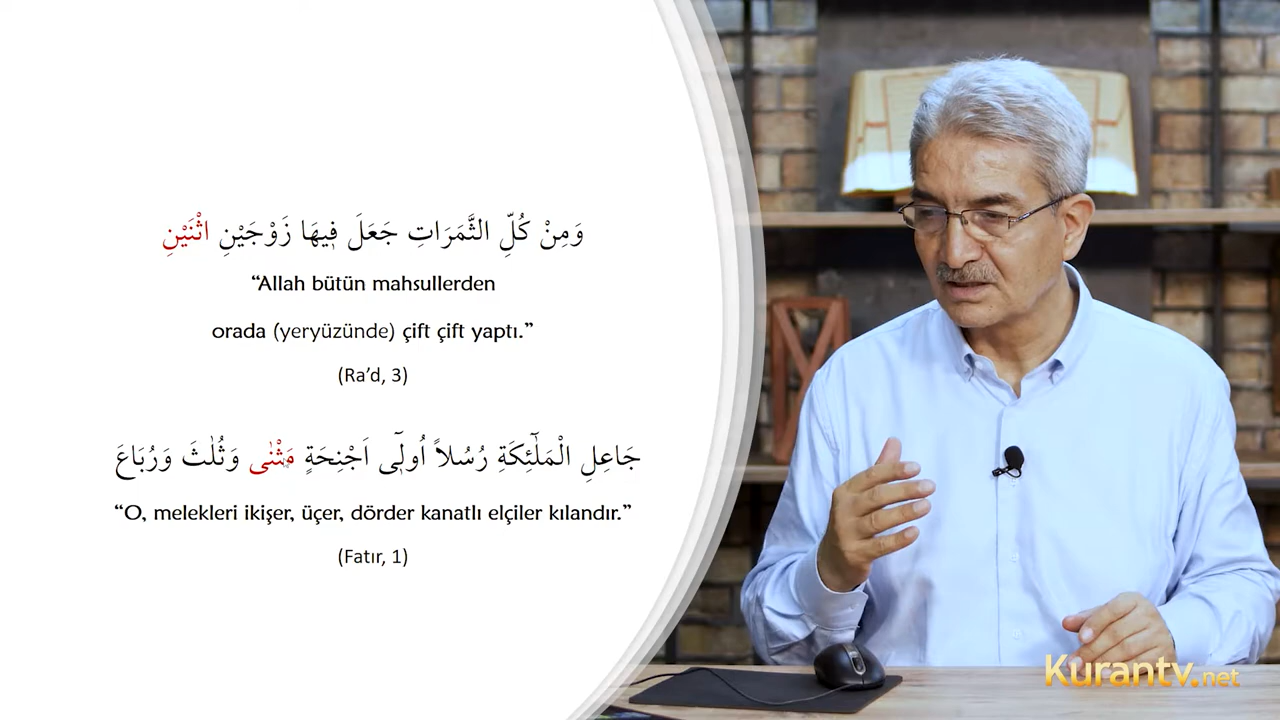 وَمِنْ كُلِّ الثَّمَرَاتِ جَعَلَ فٖيهَا زَوْجَيْنِ اثْنَيْنِ
“Allah bütün mahsullerden
orada (yeryüzünde) çift çift yaptı.”
(Ra’d, 3)
جَاعِلِ الْمَلٰٓئِكَةِ رُسُلاً اُولٖٓى اَجْنِحَةٍ مَثْنٰى وَثُلٰثَ وَرُبَاعَ
“O, melekleri ikişer, üçer, dörder kanatlı elçiler kılandır.”
(Fatır, 1)
Kurantv.net